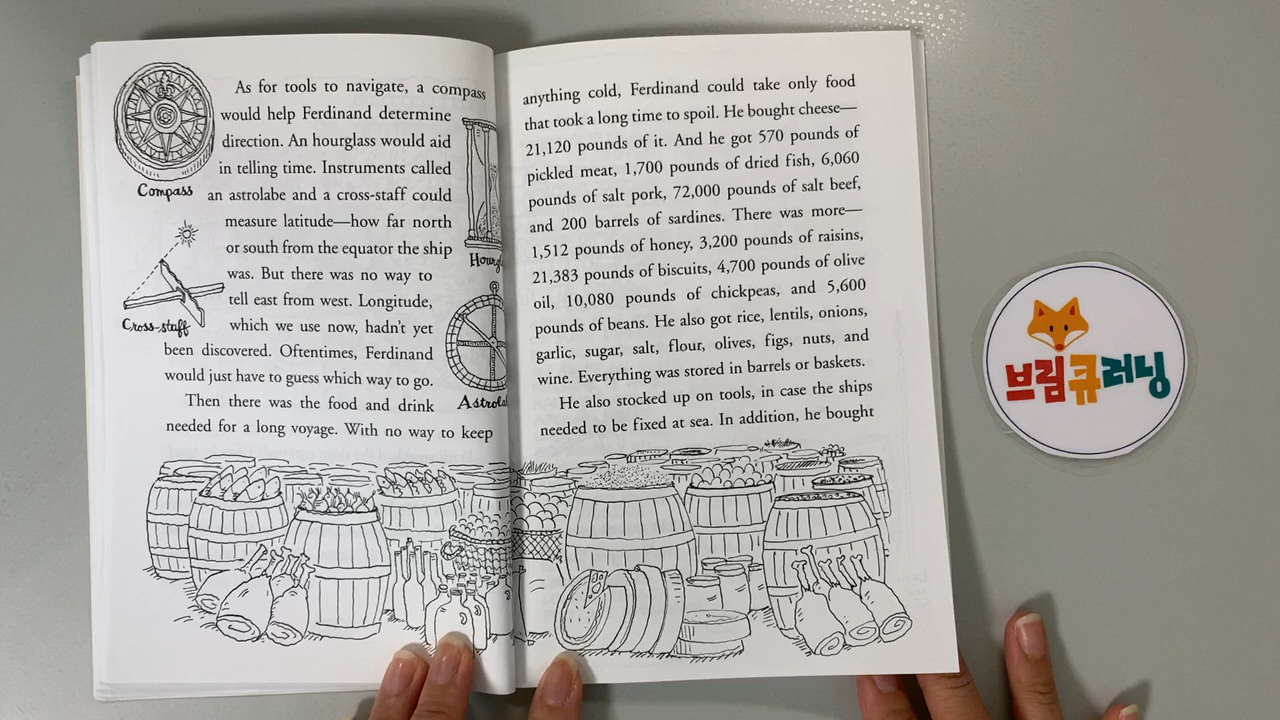 As for tools to navigate, a compass
would help Ferdinand determine
direction. An hourglass would aid
in telling time. Instruments called
an astrolabe and a cross-staff could
measure latitude—how far north
or south from the equator the ship
was. But there was no way to
tell east from west. Longitude,
which we use now, hadn't yet
been discovered. Oftentimes, Ferdinand
would just have to guess which way to go.
Then there was the food and drink
needed for a long voyage. With no way to keep
Compass
Cross-staff
anything cold, Ferdinand could take only food
that took a long time to spoil. He bought cheese—
21,120 pounds of it. And he got 570 pounds of
pickled meat, 1,700 pounds of dried fish, 6,060
pounds of salt pork, 72,000 pounds of salt beef,
and 200 barrels of sardines. There was more—
1,512 pounds of honey, 3,200 pounds of raisins,
21,383 pounds of biscuits, 4,700 pounds of olive
oil, 10,080 pounds of chickpeas, and 5,600
pounds of beans. He also got rice, lentils, onions,
garlic, sugar, salt, flour, olives, figs, nuts, and
wine. Everything was stored in barrels or baskets.
He also stocked up on tools, in case the ships
needed to be fixed at sea. In addition, he bought
브림큐러닝